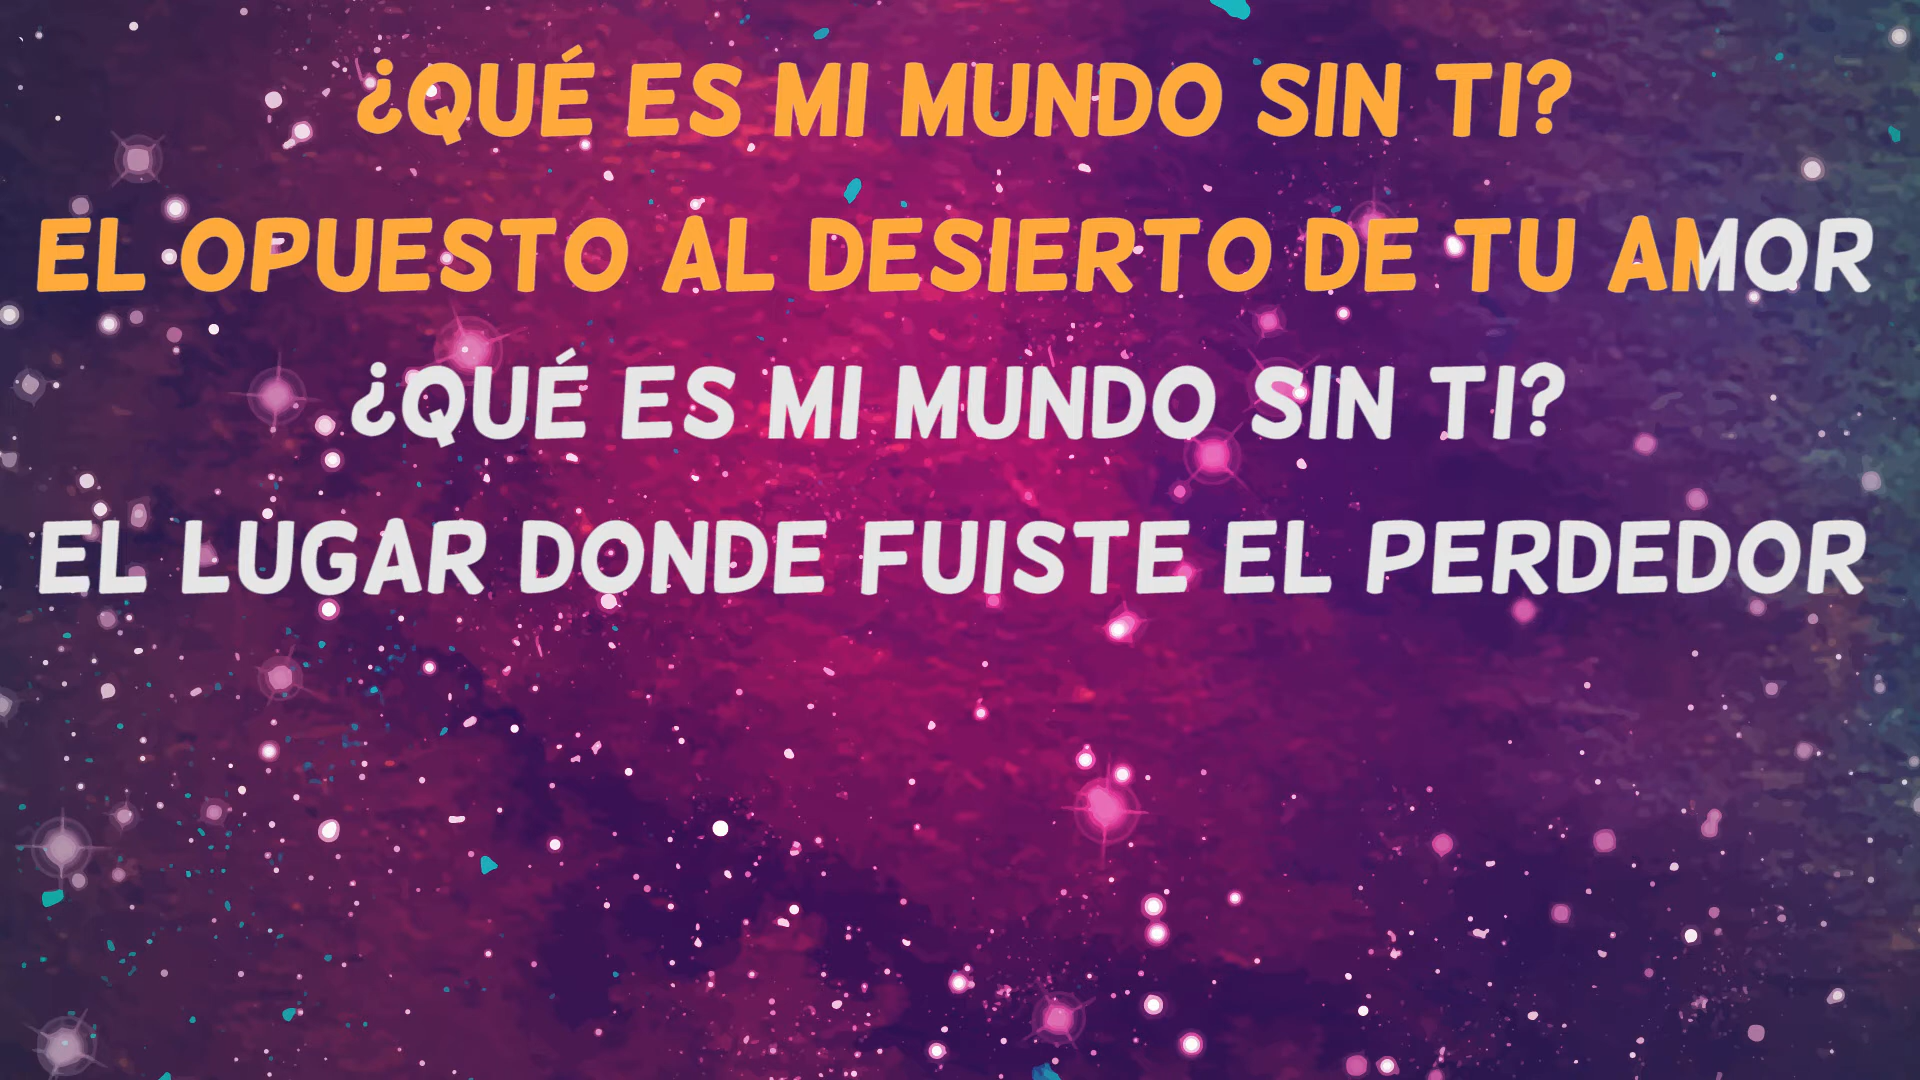 ¿QUÉ ES MI MUNDO SIN TI?
EL OPUESTO AL DESIERTO DE TU AMOR
¿QUÉ ES MI MUNDO SIN TI?
EL LUGAR DONDE FUISTE EL PERDEDOR